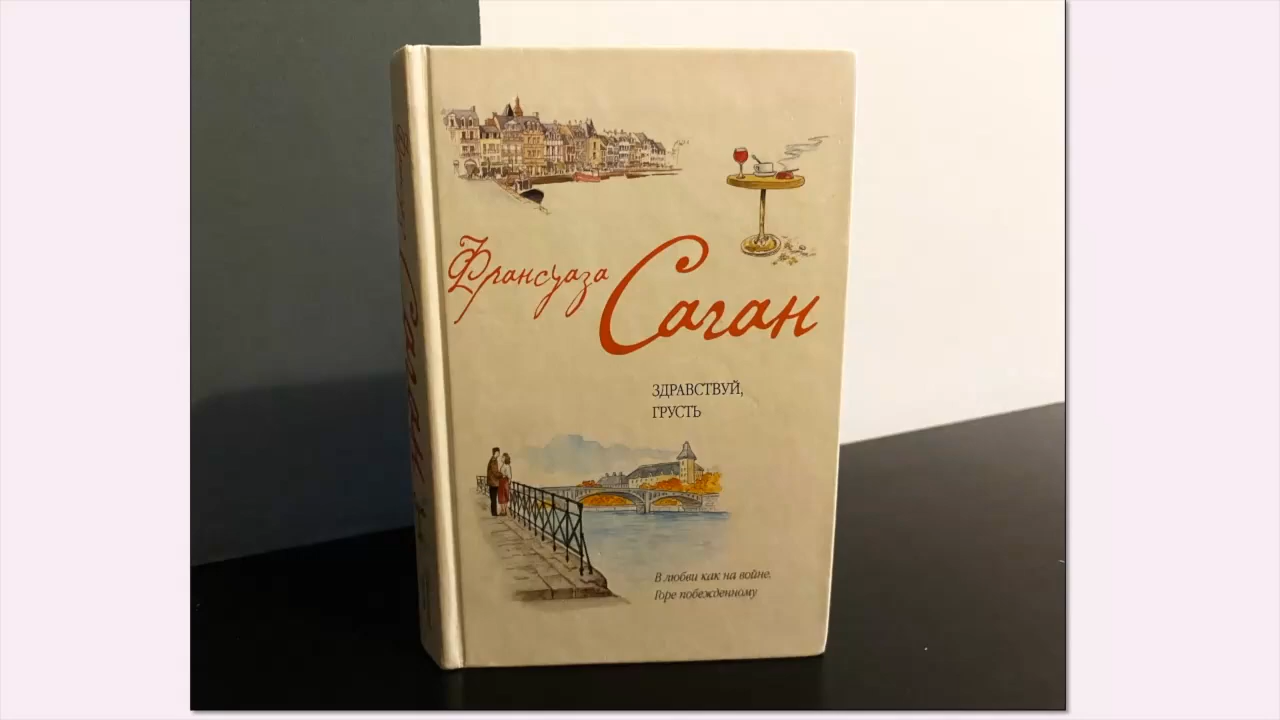 Франсуаза
Саган
ЗДРАВСТВУЙ,
ГРУСТЬ
В любви как на войне.
Горе побежденному